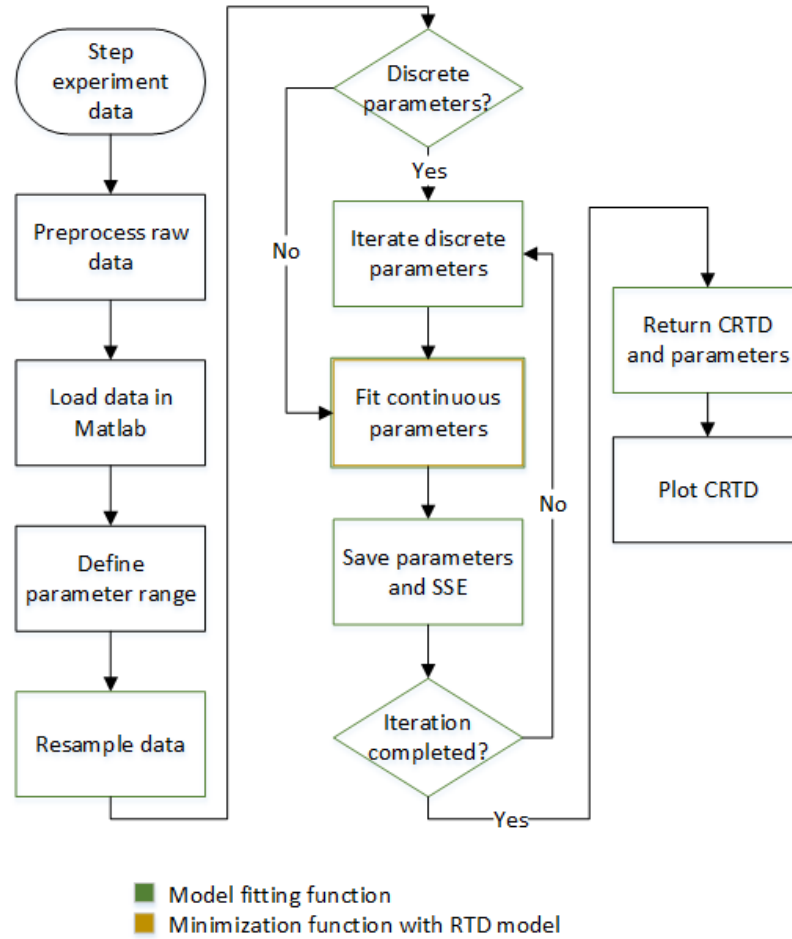 Step
experiment
data
Preprocess raw
data
Load data in
Matlab
Define
parameter range
Resample data
Discrete
parameters?
Yes
No
Iterate discrete
parameters
Fit continuous
parameters
Save parameters
and SSE
Iteration
completed?
No
Yes
Return CRTD
and parameters
Plot CRTD
Model fitting function
Minimization function with RTD model